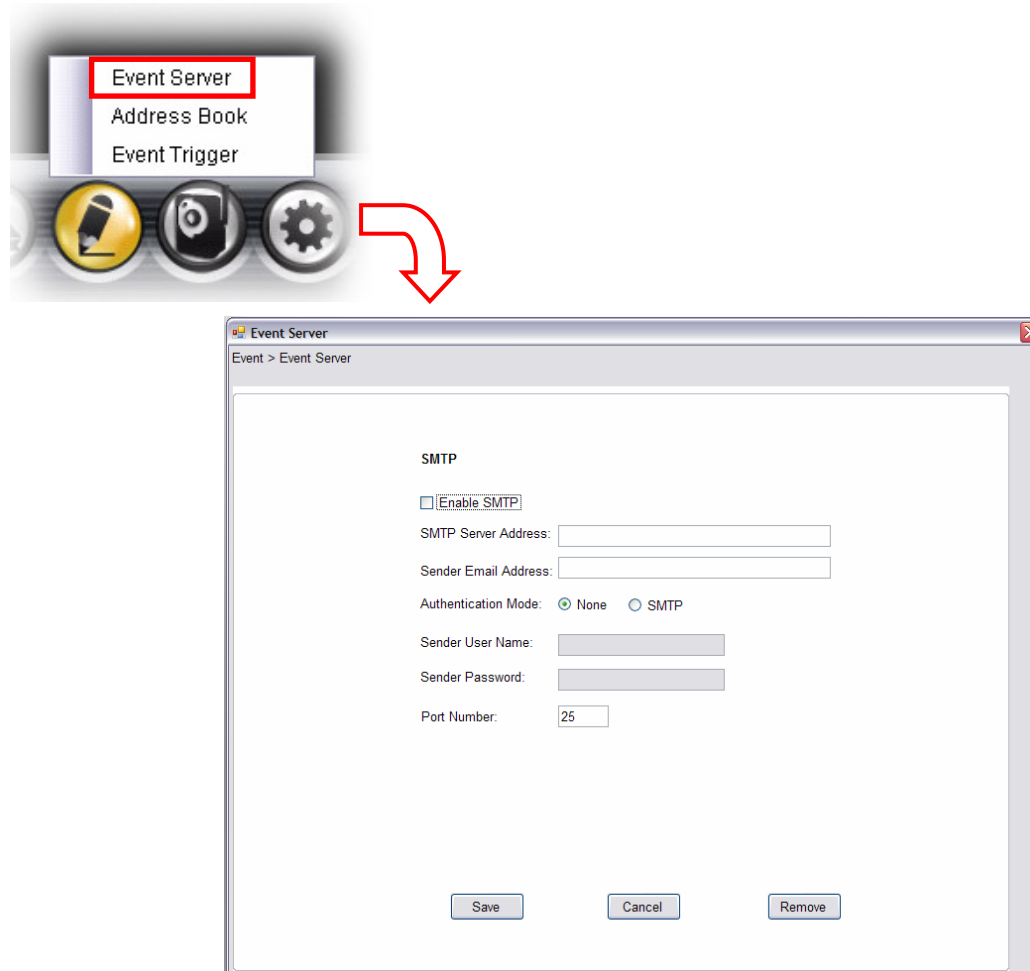 Event Server
Address Book
Event Trigger
Event Server
Event > Event Server
SMTP
Enable SMTP
SMTP Server Address:
Sender Email Address:
Authentication Mode: None SMTP
Sender User Name:
Sender Password:
Port Number: 25
Save Cancel Remove